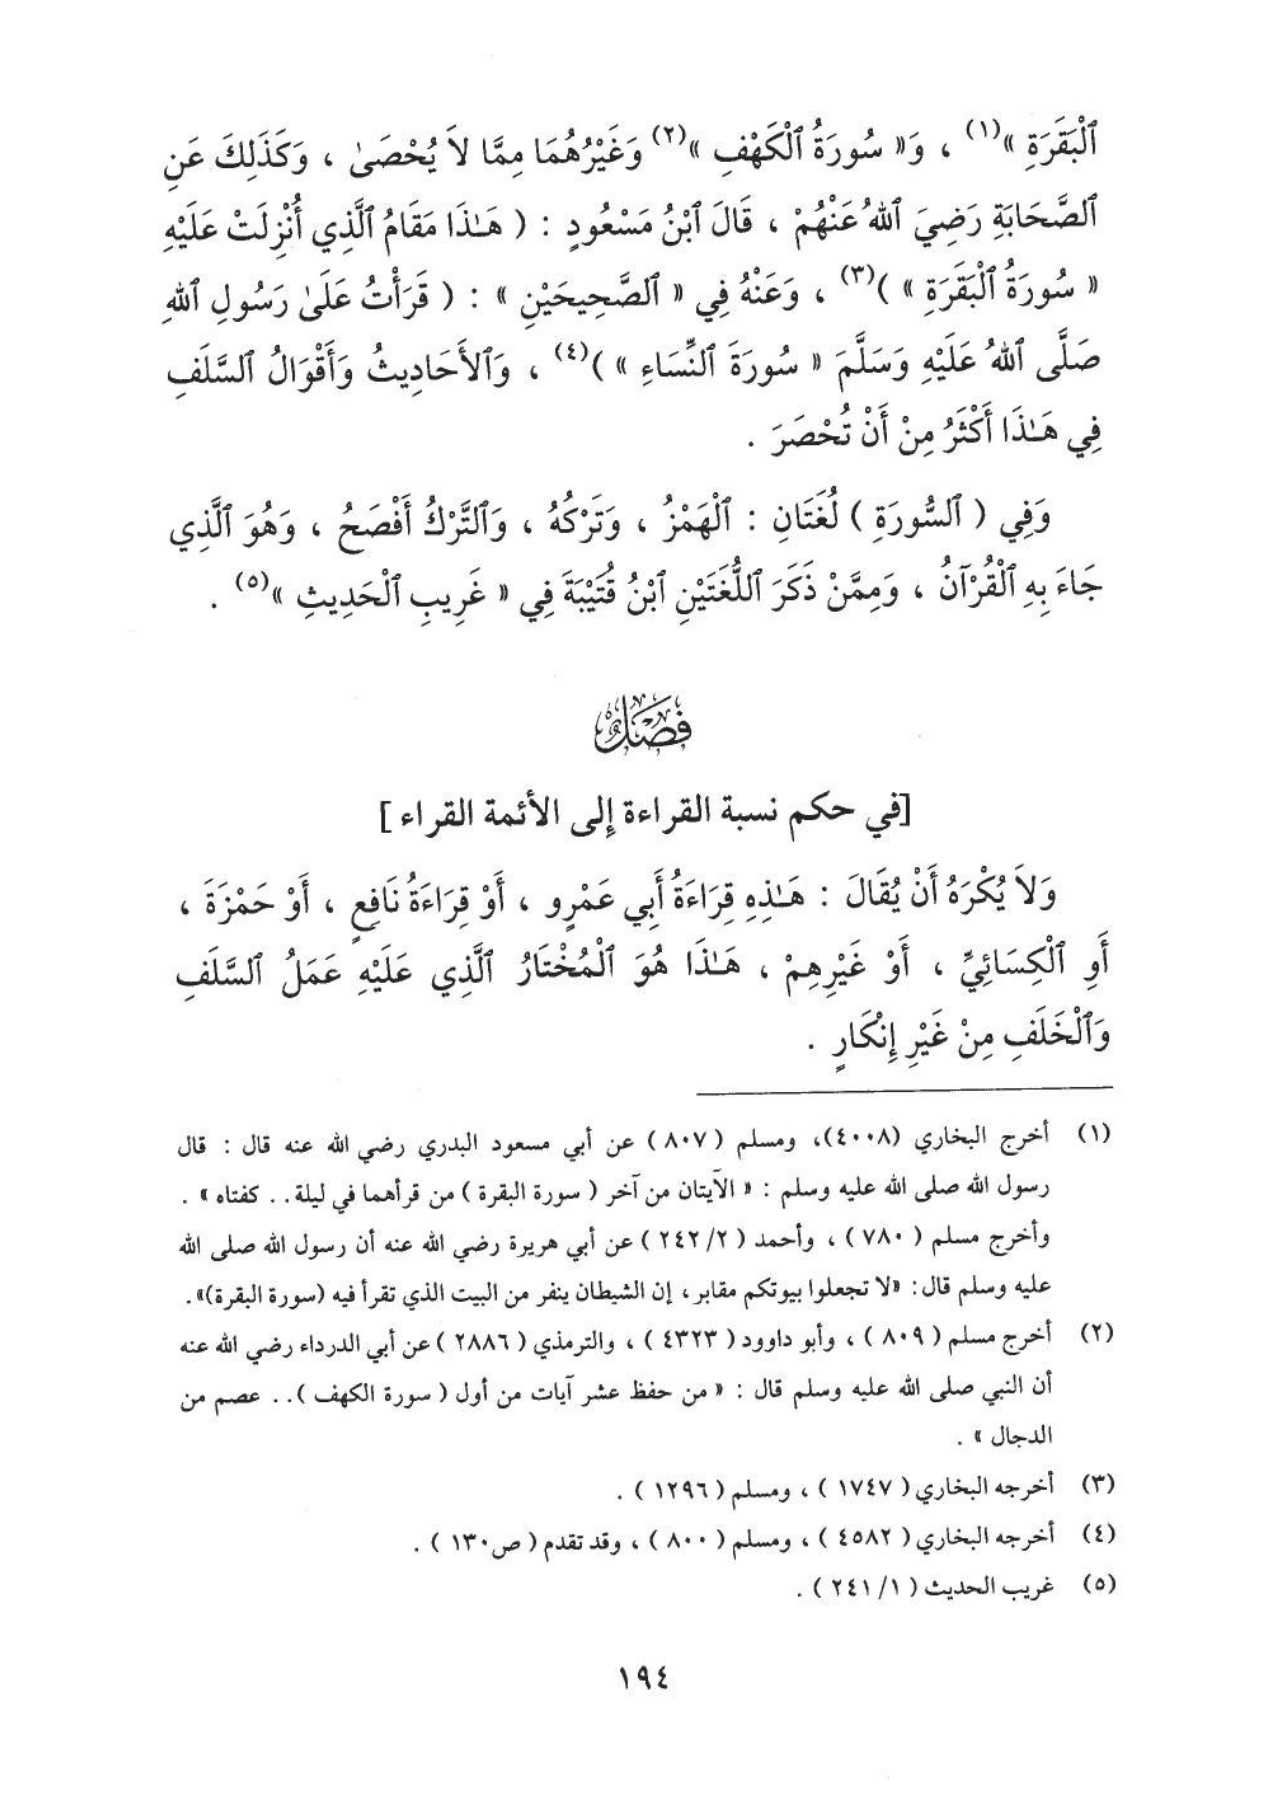 ٱلْبَقَرَةِ »(١) ، وَ« سُورَةُ ٱلْكَهْفِ »(٢) وَغَيْرُهُمَا مِمَّا لاَ يُحْصَىٰ ، وَكَذَلِكَ عَنِ
ٱلصَّحَابَةِ رَضِيَ ٱللهُ عَنْهُمْ ، قَالَ ٱبْنُ مَسْعُودٍ : ( هَـٰذَا مَقَامُ ٱلَّذِي أُنْزِلَتْ عَلَيْهِ
« سُورَةُ ٱلْبَقَرَةِ » )(٣) ، وَعَنْهُ فِي « ٱلصَّحِيحَيْنِ » : ( قَرَأْتُ عَلَىٰ رَسُولِ ٱللهِ
صَلَّى ٱللهُ عَلَيْهِ وَسَلَّمَ « سُورَةَ ٱلنِّسَاءِ » )(٤) ، وَٱلأَحَادِيثُ وَأَقْوَالُ ٱلسَّلَفِ
فِي هَـٰذَا أَكْثَرُ مِنْ أَنْ تُحْصَرَ .
وَفِي ( ٱلسُّورَةِ ) لُغَتَانِ : ٱلْهَمْزُ ، وَتَرْكُهُ ، وَٱلتَّرْكُ أَفْصَحُ ، وَهُوَ ٱلَّذِي
جَاءَ بِهِ ٱلْقُرْآنُ ، وَمِمَّنْ ذَكَرَ ٱللُّغَتَيْنِ ٱبْنُ قُتَيْبَةَ فِي « غَرِيبِ ٱلْحَدِيثِ »(٥) .
فَصْلٌ
[في حكم نسبة القراءة إلى الأئمة القراء ]
وَلاَ يُكْرَهُ أَنْ يُقَالَ : هَـٰذِهِ قِرَاءَةُ أَبِي عَمْرٍو ، أَوْ قِرَاءَةُ نَافِعٍ ، أَوْ حَمْزَةَ ،
أَوِ ٱلْكِسَائِيِّ ، أَوْ غَيْرِهِمْ ، هَـٰذَا هُوَ ٱلْمُخْتَارُ ٱلَّذِي عَلَيْهِ عَمَلُ ٱلسَّلَفِ
وَٱلْخَلَفِ مِنْ غَيْرِ إِنْكَارٍ .
(١) أخرج البخاري (٤٠٠٨)، ومسلم ( ٨٠٧ ) عن أبي مسعود البدري رضي الله عنه قال : قال
رسول الله صلى الله عليه وسلم : « الآيتان من آخر ( سورة البقرة ) من قرأهما في ليلة . . كفتاه » .
وأخرج مسلم ( ٧٨٠ ) ، وأحمد ( ٢/ ٢٤٢ ) عن أبي هريرة رضي الله عنه أن رسول الله صلى الله
عليه وسلم قال : «لا تجعلوا بيوتكم مقابر ، إن الشيطان ينفر من البيت الذي تقرأ فيه (سورة البقرة)» .
(٢) أخرج مسلم ( ٨٠٩ ) ، وأبو داوود ( ٤٣٢٣ ) ، والترمذي ( ٢٨٨٦ ) عن أبي الدرداء رضي الله عنه
أن النبي صلى الله عليه وسلم قال : « من حفظ عشر آيات من أول ( سورة الكهف ) . . عصم من
الدجال » .
(٣) أخرجه البخاري ( ١٧٤٧ ) ، ومسلم ( ١٢٩٦ ) .
(٤) أخرجه البخاري ( ٤٥٨٢ ) ، ومسلم ( ٨٠٠ ) ، وقد تقدم ( ص١٣٠ ) .
(٥) غريب الحديث ( ١/ ٢٤١ ) .
١٩٤